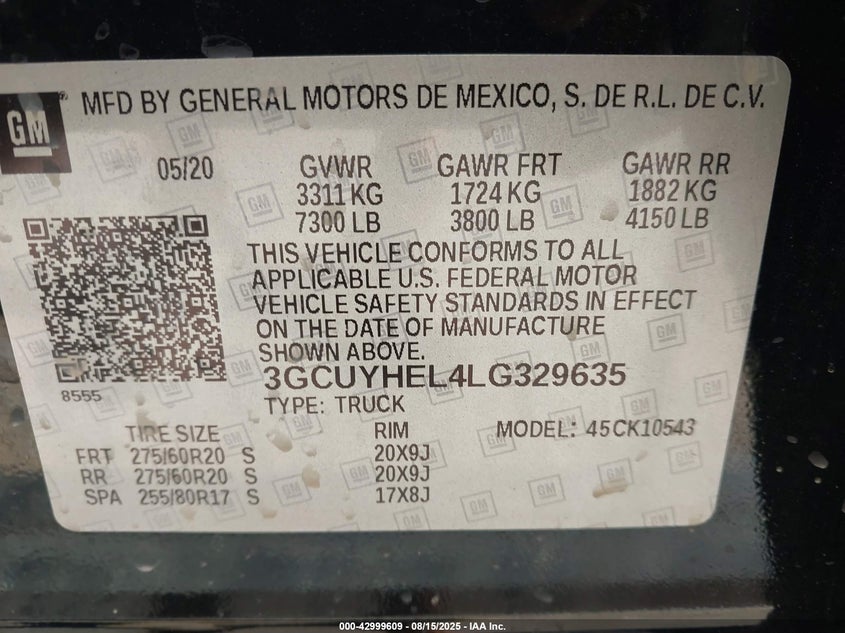 GM
MFD BY GENERAL MOTORS DE MEXICO, S. DE R.L. DE C.V.
05/20 GVWR GAWR FRT GAWR RR
3311 KG 1724 KG 1882 KG
7300 LB 3800 LB 4150 LB
THIS VEHICLE CONFORMS TO ALL
APPLICABLE U.S. FEDERAL MOTOR
VEHICLE SAFETY STANDARDS IN EFFECT
ON THE DATE OF MANUFACTURE
SHOWN ABOVE.
3GCUYHEL4LG329635
8555
TYPE: TRUCK
TIRE SIZE RIM MODEL: 45CK10543
FRT 275/60R20 S 20X9J
RR 275/60R20 S 20X9J
SPA 255/80R17 S 17X8J
000-42999609 - 08/15/2025 - IAA Inc.